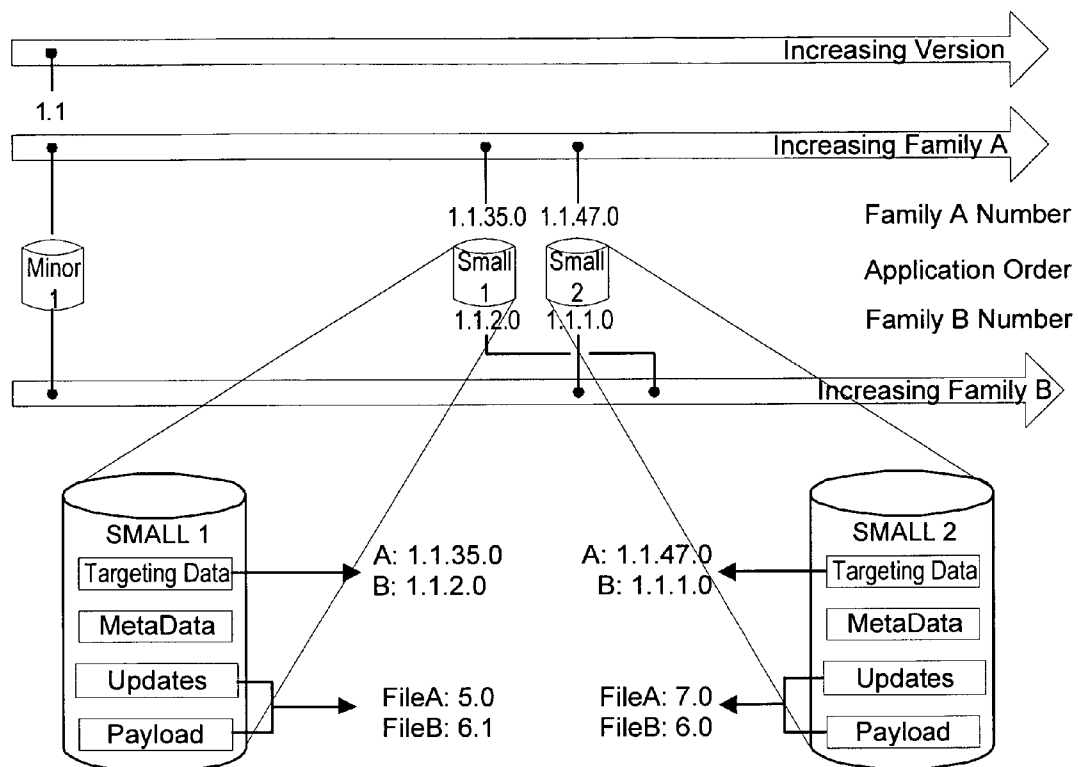 Increasing Version
1.1
Increasing Family A
1.1.35.0 1.1.47.0
Family A Number
Minor
1
Small
1
Small
2
Application Order
1.1.2.0 1.1.1.0
Family B Number
Increasing Family B
SMALL 1
Targeting Data
MetaData
Updates
Payload
A: 1.1.35.0
B: 1.1.2.0
FileA: 5.0
FileB: 6.1
A: 1.1.47.0
B: 1.1.1.0
FileA: 7.0
FileB: 6.0
SMALL 2
Targeting Data
MetaData
Updates
Payload